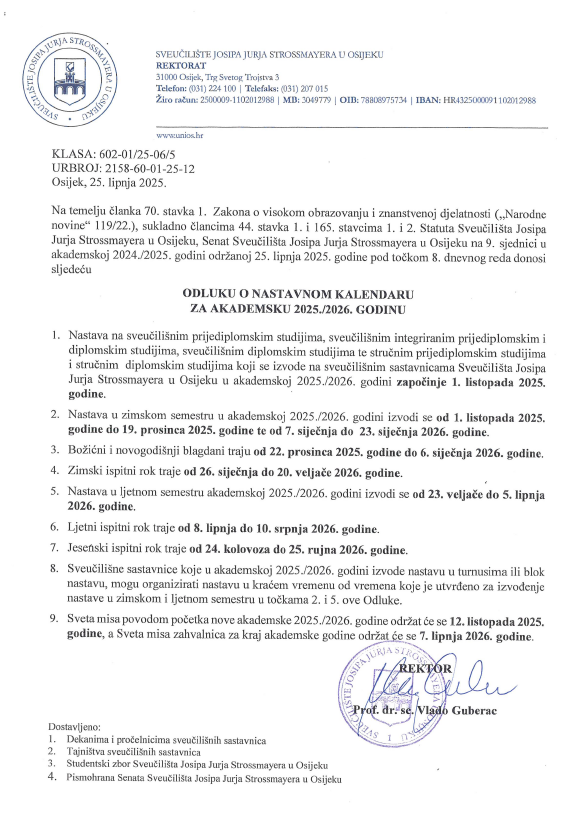 SVEUČILIŠTE JOSIPA JURJA STROSSMAYERA U OSIJEKU
SVEUČILIŠTE JOSIPA JURJA STROSSMAYERA U OSIJEKU
REKTORAT
31000 Osijek, Trg Svetog Trojstva 3
Telefon: (031) 224 100 | Telefaks: (031) 207 015
Žiro račun: 2500009-1102012988 | MB: 3049779 | OIB: 78808975734 | IBAN: HR4325000091102012988
www.unios.hr
KLASA: 602-01/25-06/5
URBROJ: 2158-60-01-25-12
Osijek, 25. lipnja 2025.
Na temelju članka 70. stavka 1. Zakona o visokom obrazovanju i znanstvenoj djelatnosti („Narodne
novine“ 119/22.), sukladno člancima 44. stavka 1. i 165. stavcima 1. i 2. Statuta Sveučilišta Josipa
Jurja Strossmayera u Osijeku, Senat Sveučilišta Josipa Jurja Strossmayera u Osijeku na 9. sjednici u
akademskoj 2024./2025. godini održanoj 25. lipnja 2025. godine pod točkom 8. dnevnog reda donosi
sljedeću
ODLUKU O NASTAVNOM KALENDARU
ZA AKADEMSKU 2025./2026. GODINU
1. Nastava na sveučilišnim prijediplomskim studijima, sveučilišnim integriranim prijediplomskim i
diplomskim studijima, sveučilišnim diplomskim studijima te stručnim prijediplomskim studijima
i stručnim diplomskim studijima koji se izvode na sveučilišnim sastavnicama Sveučilišta Josipa
Jurja Strossmayera u Osijeku u akademskoj 2025./2026. godini započinje 1. listopada 2025.
godine.
2. Nastava u zimskom semestru u akademskoj 2025./2026. godini izvodi se od 1. listopada 2025.
godine do 19. prosinca 2025. godine te od 7. siječnja do 23. siječnja 2026. godine.
3. Božićni i novogodišnji blagdani traju od 22. prosinca 2025. godine do 6. siječnja 2026. godine.
4. Zimski ispitni rok traje od 26. siječnja do 20. veljače 2026. godine.
5. Nastava u ljetnom semestru akademskoj 2025./2026. godini izvodi se od 23. veljače do 5. lipnja
2026. godine.
6. Ljetni ispitni rok traje od 8. lipnja do 10. srpnja 2026. godine.
7. Jesenski ispitni rok traje od 24. kolovoza do 25. rujna 2026. godine.
8. Sveučilišne sastavnice koje u akademskoj 2025./2026. godini izvode nastavu u turnusima ili blok
nastavu, mogu organizirati nastavu u kraćem vremenu od vremena koje je utvrđeno za izvođenje
nastave u zimskom i ljetnom semestru u točkama 2. i 5. ove Odluke.
9. Sveta misa povodom početka nove akademske 2025./2026. godine održat će se 12. listopada 2025.
godine, a Sveta misa zahvalnica za kraj akademske godine održat će se 7. lipnja 2026. godine.
REKTOR
Prof. dr. sc. Vlado Guberac
Dostavljeno:
1. Dekanima i pročelnicima sveučilišnih sastavnica
2. Tajništva sveučilišnih sastavnica
3. Studentski zbor Sveučilišta Josipa Jurja Strossmayera u Osijeku
4. Pismohrana Senata Sveučilišta Josipa Jurja Strossmayera u Osijeku